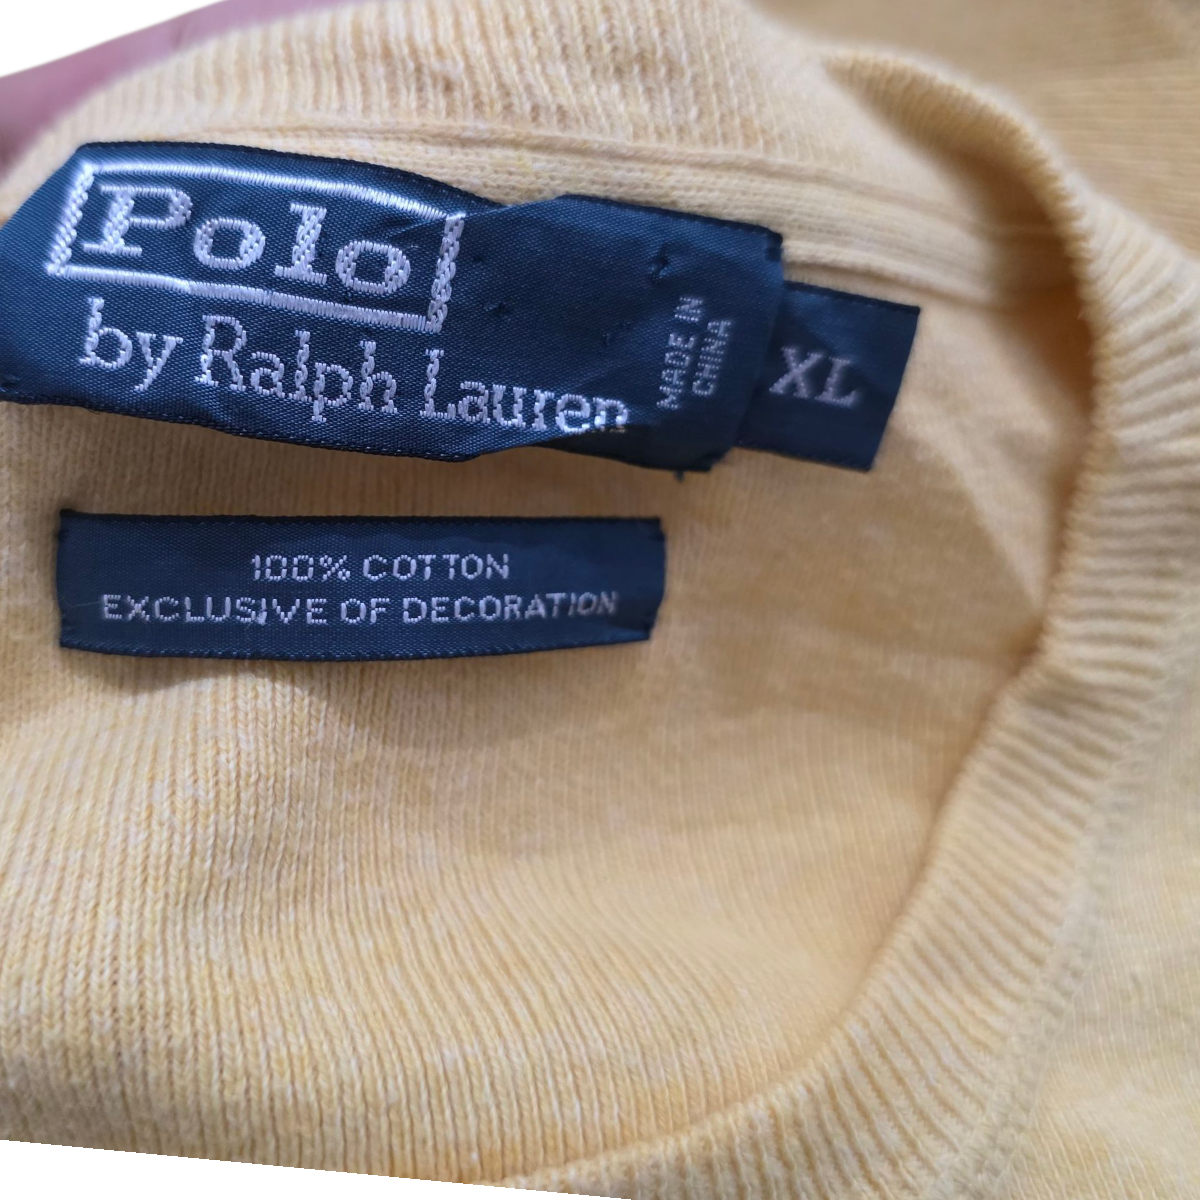 Polo
by Ralph Lauren
MADE IN
CHINA
XL
100% COTTON
EXCLUSIVE OF DECORATION